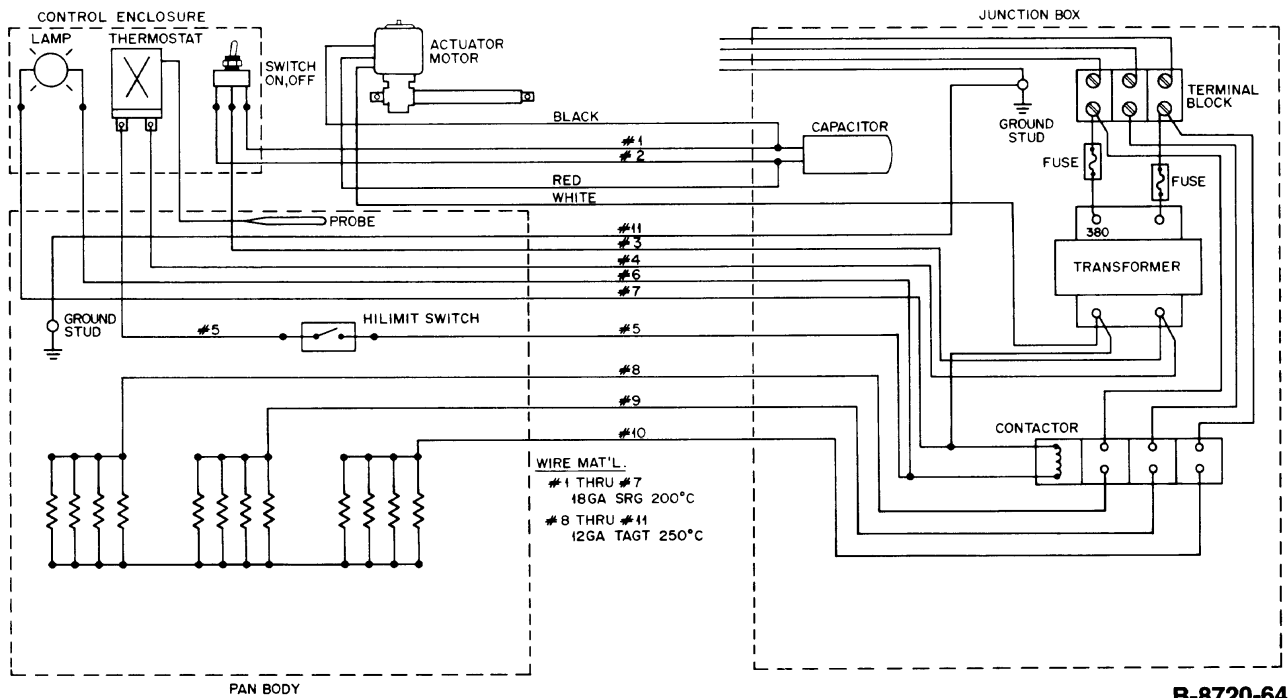 CONTROL ENCLOSURE
JUNCTION BOX
LAMP
THERMOSTAT
SWITCH
ON,OFF
ACTUATOR
MOTOR
TERMINAL
BLOCK
BLACK
CAPACITOR
GROUND
STUD
#1
#2
FUSE
FUSE
RED
WHITE
PROBE
380
#11
#3
#4
#6
#7
TRANSFORMER
GROUND
STUD
#5
HILIMIT SWITCH
#5
#8
#9
#10
CONTACTOR
WIRE MAT'L.
#1 THRU #7
18GA SRG 200°C
#8 THRU #11
12GA TAGT 250°C
PAN BODY
B-8720-64